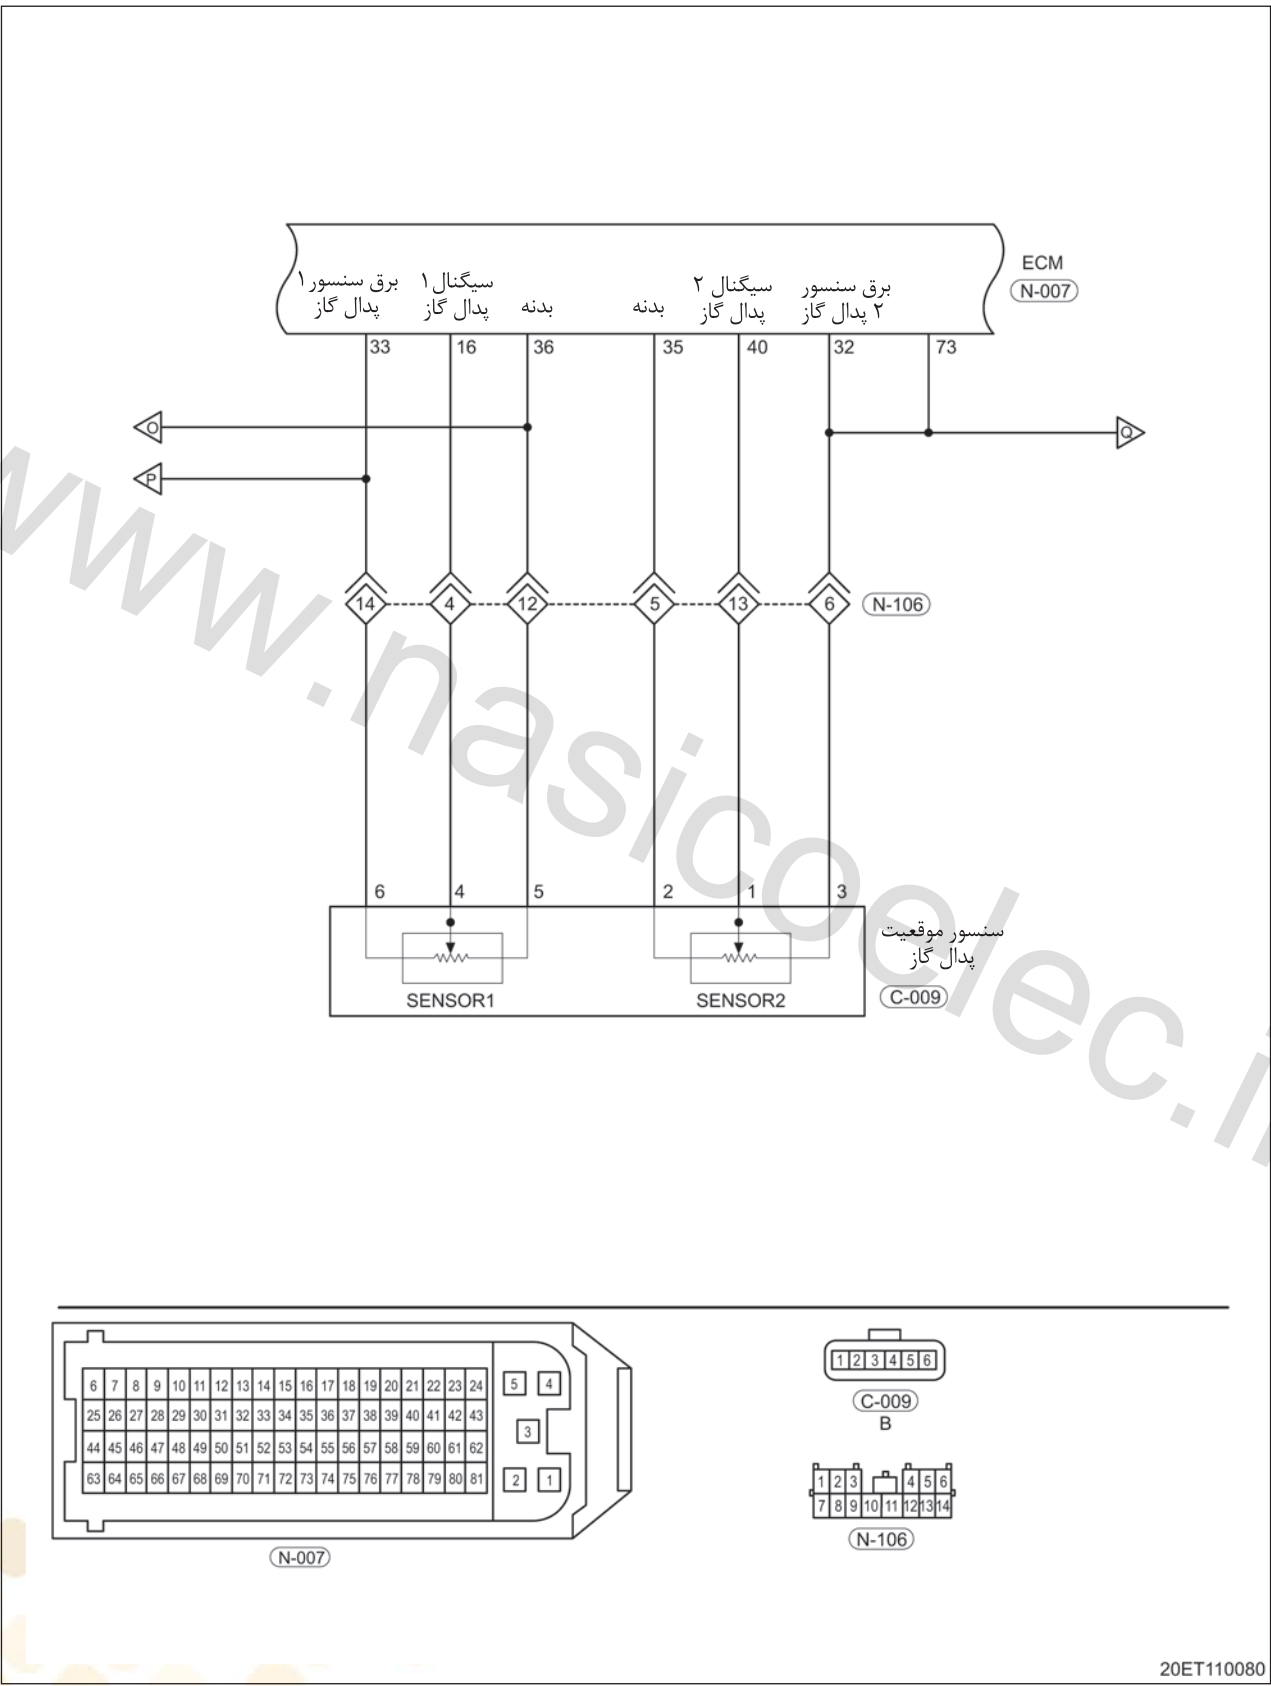 برق سنسور۱
پدال گاز
سیگنال۱
پدال گاز
بدنه
بدنه
سیگنال ۲
پدال گاز
برق سنسور
۲ پدال گاز
ECM
N-007
33 16 36 35 40 32 73
O
Q
P
14 4 12 5 13 6
N-106
6 4 5 2 1 3
سنسور موقعیت
پدال گاز
C-009
SENSOR1
SENSOR2
www.nasicoelec.i
6 7 8 9 10 11 12 13 14 15 16 17 18 19 20 21 22 23 24
25 26 27 28 29 30 31 32 33 34 35 36 37 38 39 40 41 42 43
44 45 46 47 48 49 50 51 52 53 54 55 56 57 58 59 60 61 62
63 64 65 66 67 68 69 70 71 72 73 74 75 76 77 78 79 80 81
5 4
3
2 1
N-007
1 2 3 4 5 6
C-009
B
1 2 3 4 5 6
7 8 9 10 11 12 13 14
N-106
20ET110080